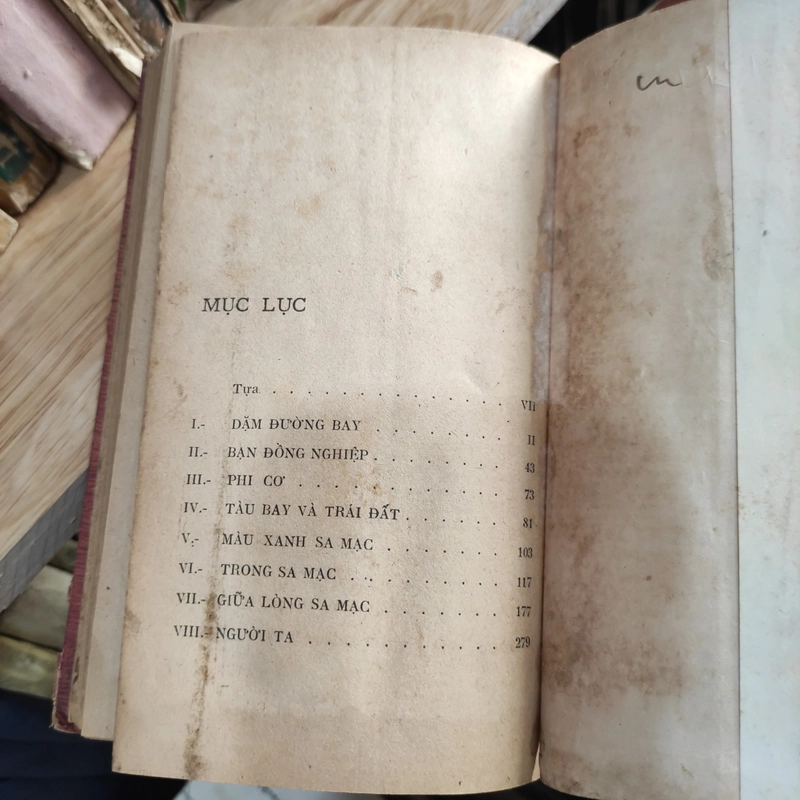 MỤC LỤC
Tựa . . . . . . . . . . . . VII
I.- DẶM ĐƯỜNG BAY . . . . . . . . II
II.- BẠN ĐỒNG NGHIỆP. . . . . . . . 43
III.- PHI CƠ . . . . . . . . . . . 73
IV.- TÀU BAY VÀ TRÁI ĐẤT . . . . . . 81
V.- MÀU XANH SA MẠC . . . . . . . 103
VI.- TRONG SA MẠC . . . . . . . . 117
VII.- GIỮA LÒNG SA MẠC . . . . . . . 177
VIII.- NGƯỜI TA . . . . . . . . . . 279